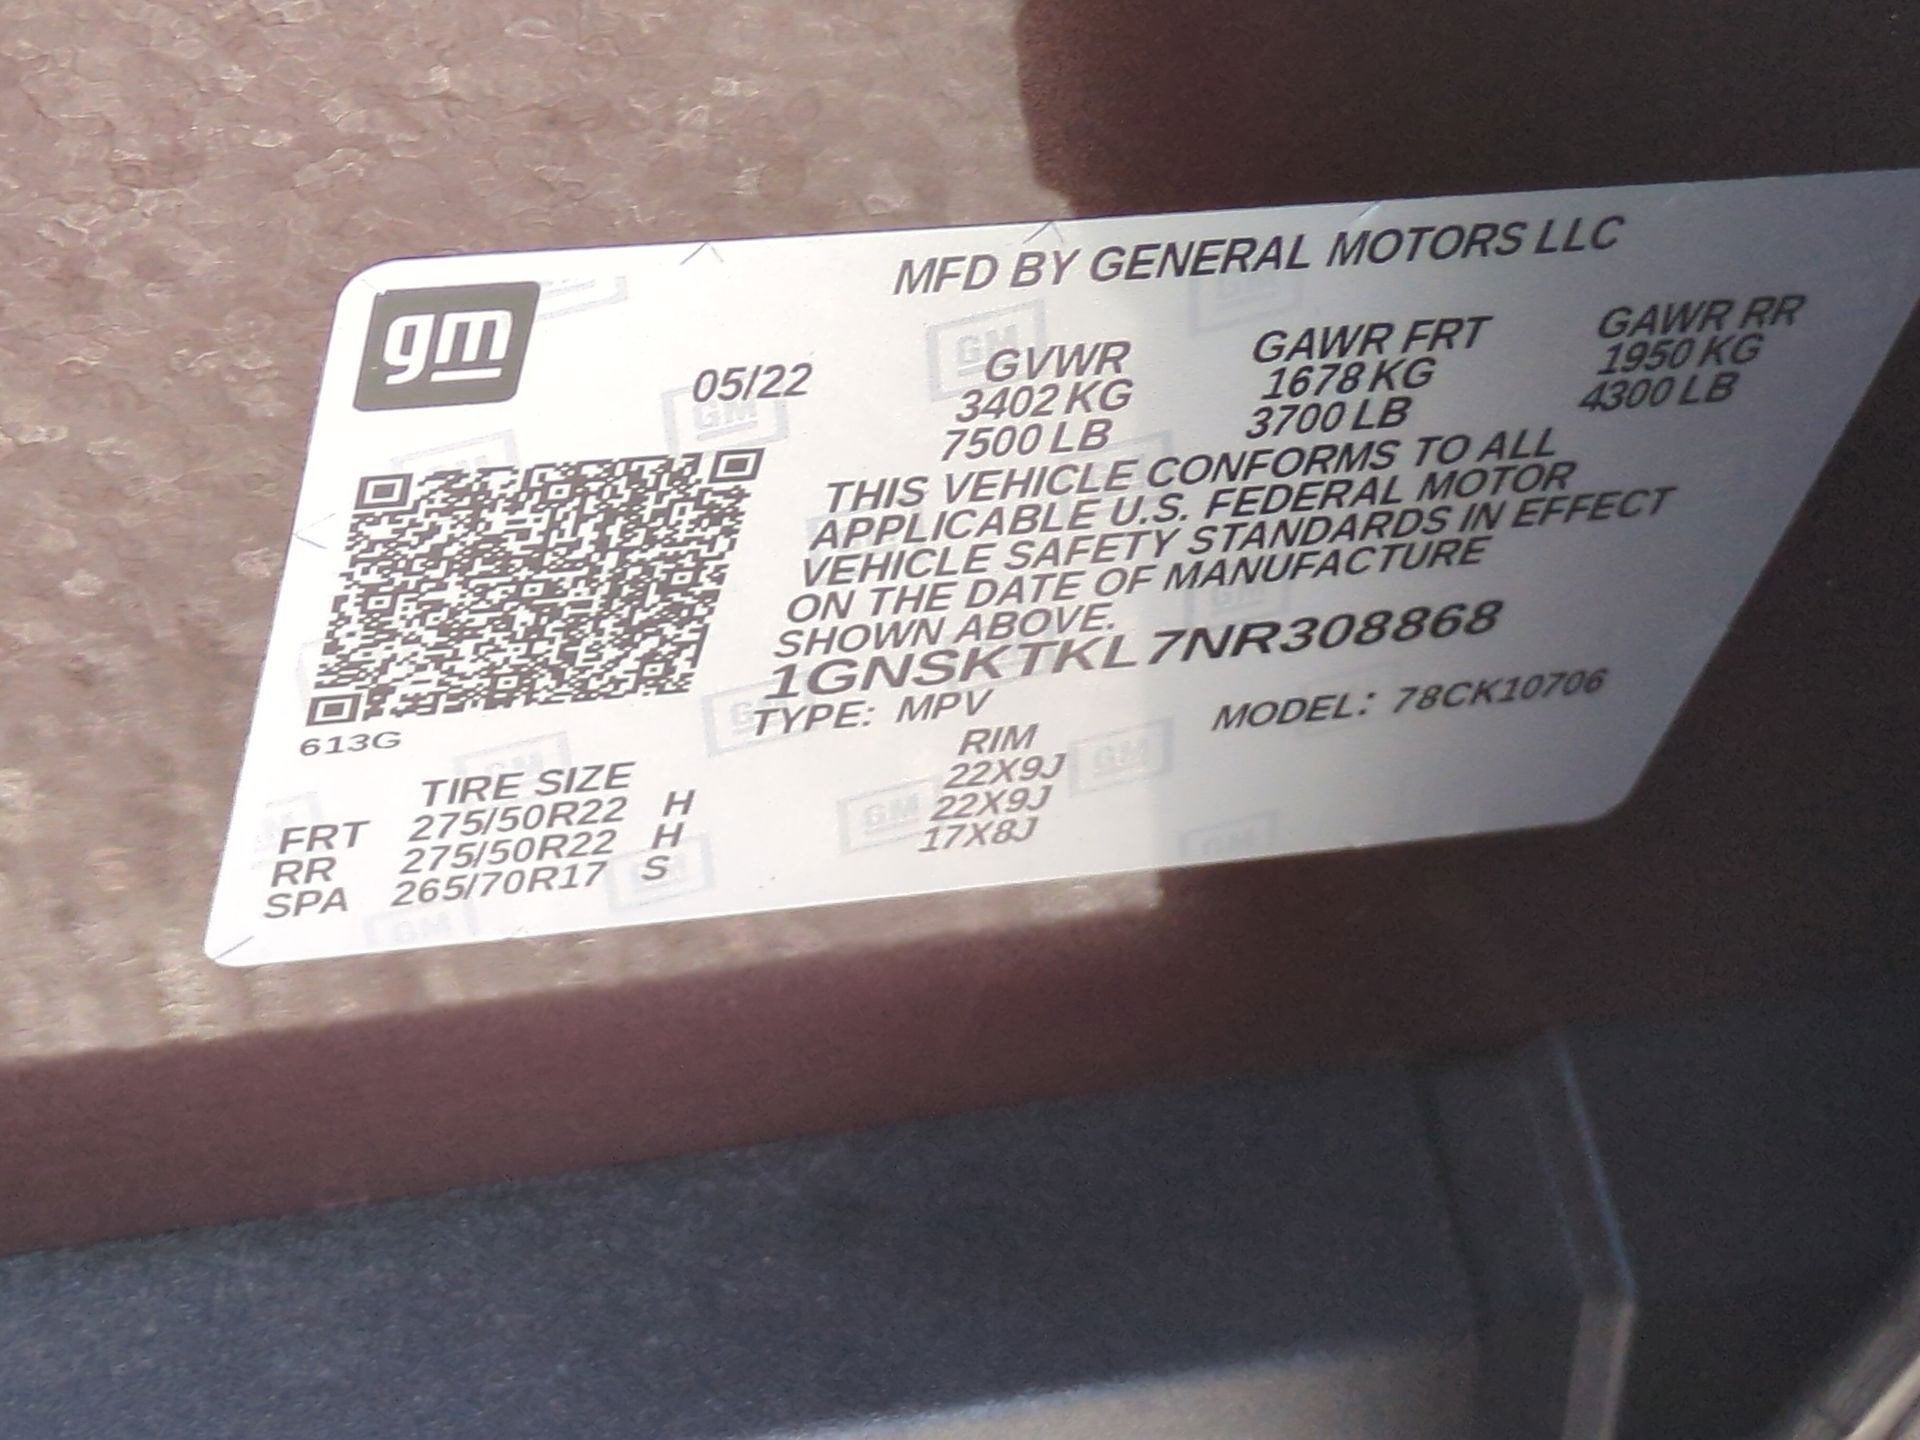 gm
MFD BY GENERAL MOTORS LLC
05/22
GVWR GAWR FRT GAWR RR
3402 KG 1678 KG 1950 KG
7500 LB 3700 LB 4300 LB
THIS VEHICLE CONFORMS TO ALL
APPLICABLE U.S. FEDERAL MOTOR
VEHICLE SAFETY STANDARDS IN EFFECT
ON THE DATE OF MANUFACTURE
SHOWN ABOVE.
1GNSKTKL7NR308868
TYPE: MPV MODEL: 78CK10706
613G
TIRE SIZE RIM
FRT 275/50R22 H 22X9J
RR 275/50R22 H 22X9J
SPA 265/70R17 S 17X8J